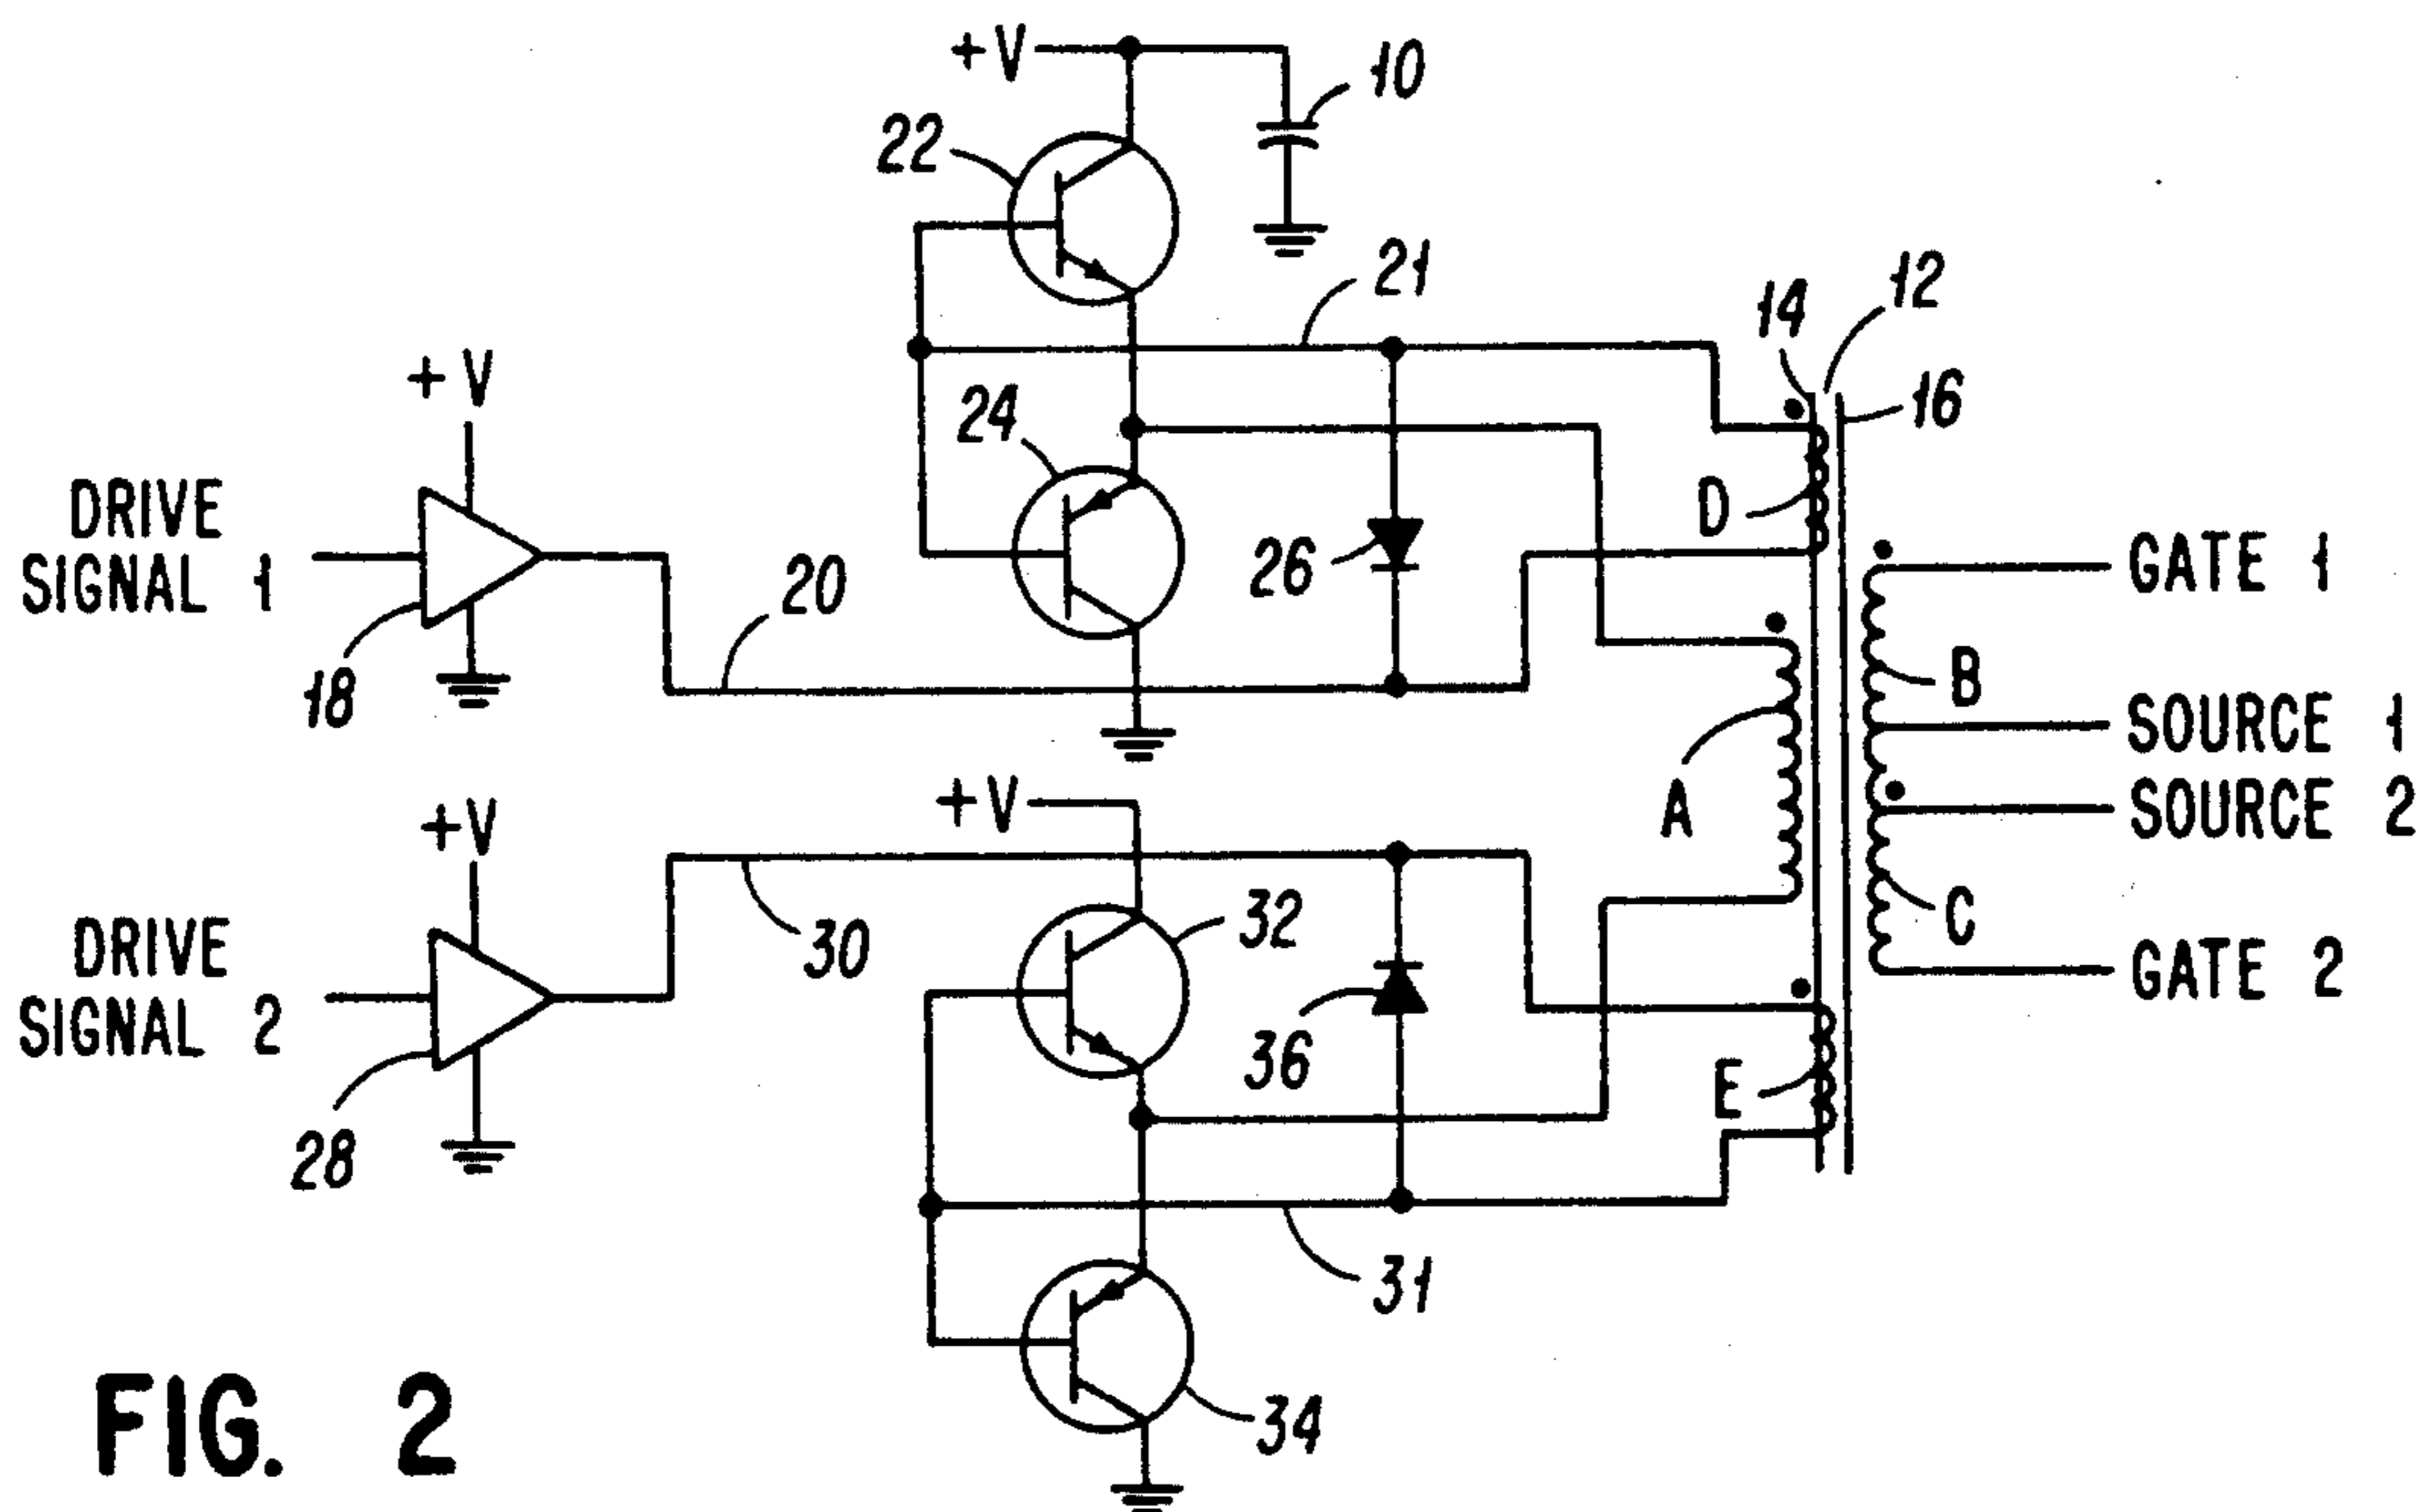 +V
10
22
21
12
14
16
+V
24
D
DRIVE
SIGNAL 1
26
20
GATE 1
18
B
SOURCE 1
A
+V
+V
SOURCE 2
32
30
C
DRIVE
SIGNAL 2
GATE 2
36
E
28
31
34
FIG. 2